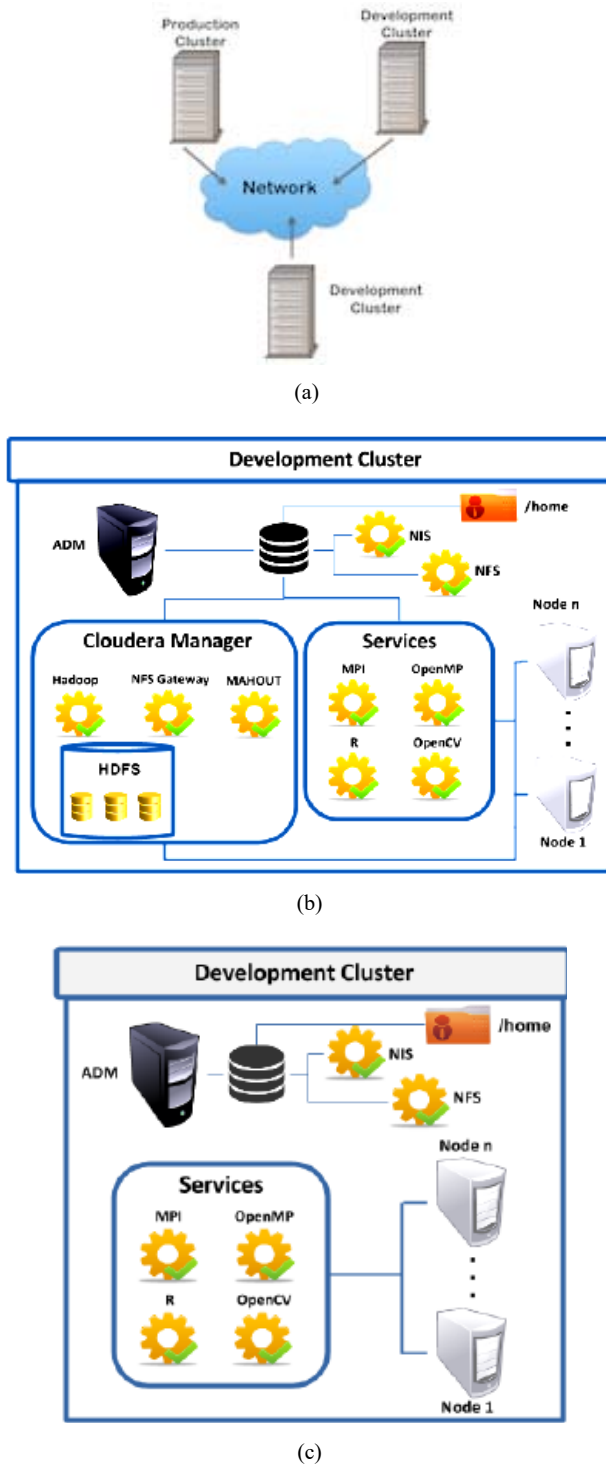 Production
Cluster
Development
Cluster
Network
Development
Cluster
(a)
Development Cluster
ADM
/home
NIS
NFS
Node n
Cloudera Manager
Hadoop
NFS Gateway
MAHOUT
HDFS
Services
MPI
OpenMP
R
OpenCV
Node 1
(b)
Development Cluster
ADM
/home
NIS
NFS
Node n
Services
MPI
OpenMP
R
OpenCV
Node 1
(c)